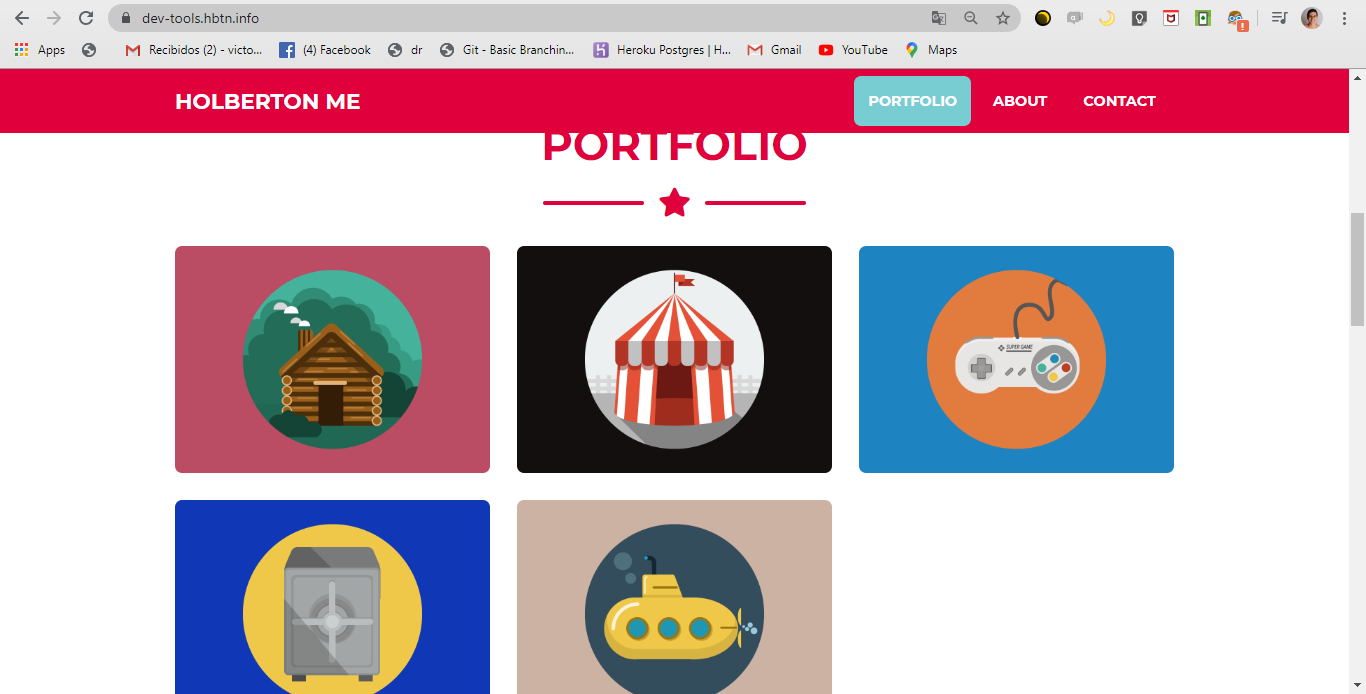 dev-tools.hbtn.info
Apps
Recibidos (2) - victo...
(4) Facebook
dr
Git - Basic Branchin...
Heroku Postgres | H...
Gmail
YouTube
Maps
HOLBERTON ME
PORTFOLIO
ABOUT
CONTACT
PORTFOLIO
SUPER GAME